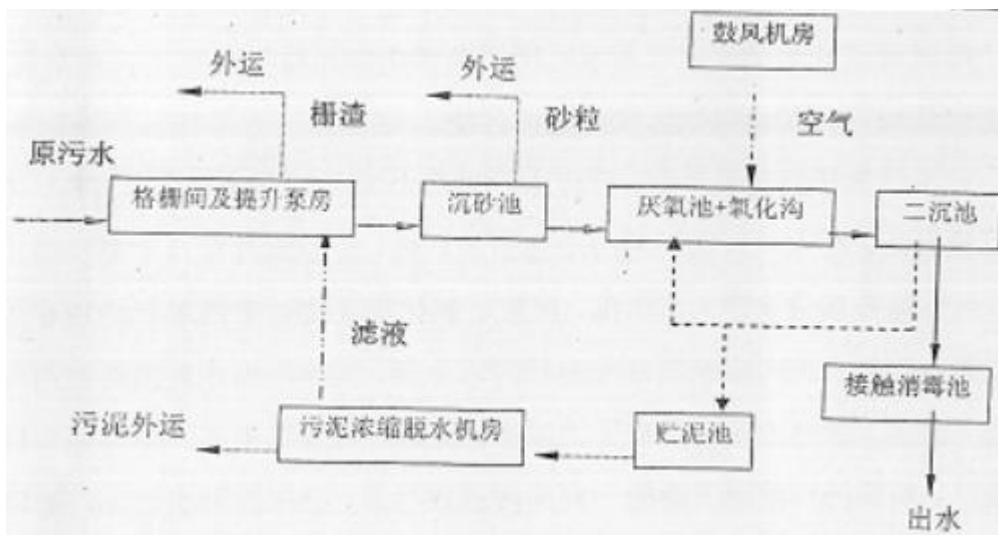 鼓风机房
外运
外运
栅渣
砂粒
空气
原污水
格栅间及提升泵房
沉砂池
厌氧池+氧化沟
二沉池
滤液
接触消毒池
污泥外运
污泥浓缩脱水机房
贮泥池
出水